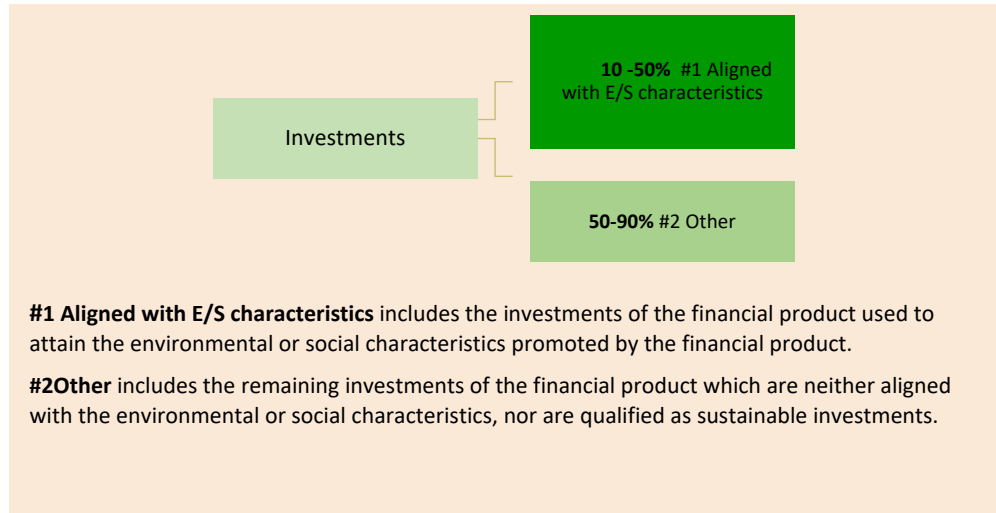 10 -50% #1 Aligned
with E/S characteristics
Investments
50-90% #2 Other
#1 Aligned with E/S characteristics includes the investments of the financial product used to
attain the environmental or social characteristics promoted by the financial product.
#2Other includes the remaining investments of the financial product which are neither aligned
with the environmental or social characteristics, nor are qualified as sustainable investments.